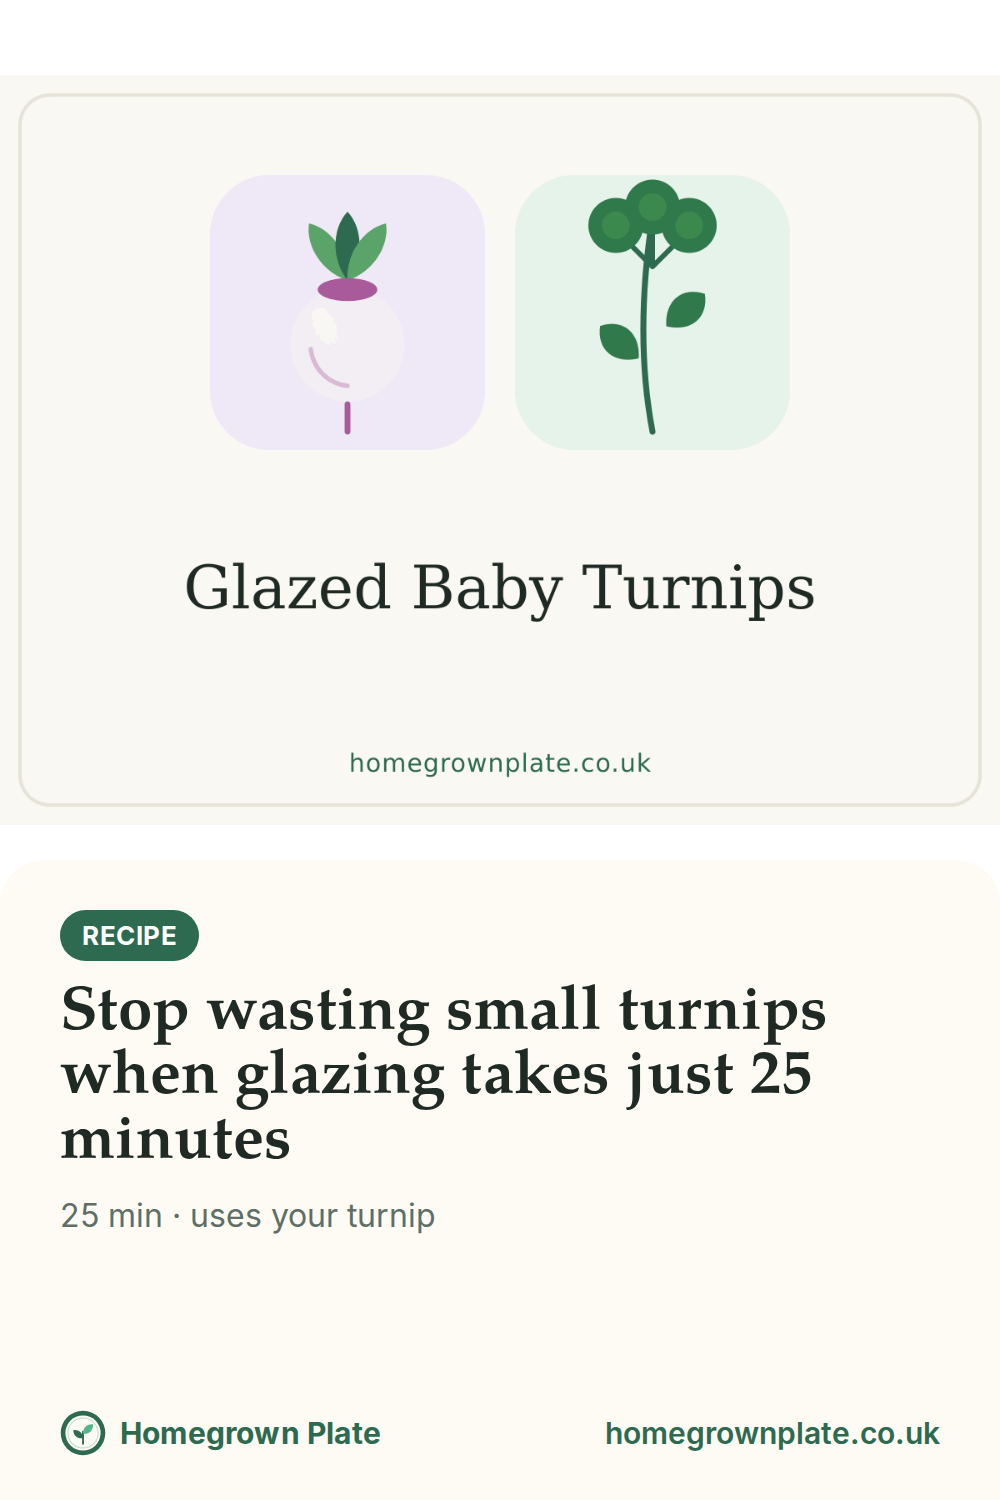 Glazed Baby Turnips
homegrownplate.co.uk
RECIPE
Stop wasting small turnips
when glazing takes just 25
minutes
25 min · uses your turnip
Homegrown Plate
homegrownplate.co.uk